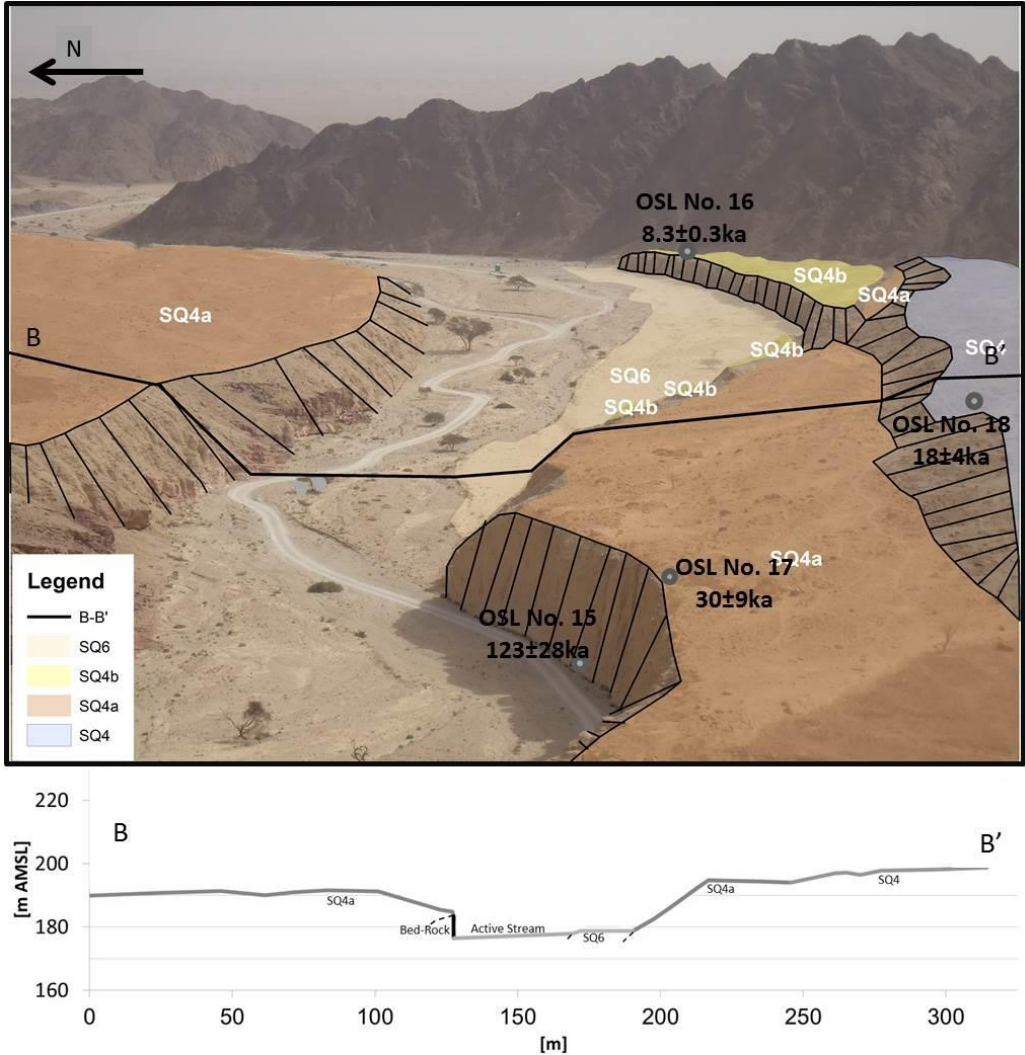 N
OSL No. 16
8.3±0.3ka
SQ4b
SQ4a
SQ4a
SQ4
B
B'
SQ4b
SQ6
SQ4b
SQ4b
OSL No. 18
18±4ka
SQ4a
OSL No. 17
30±9ka
OSL No. 15
123±28ka
Legend
B-B'
SQ6
SQ4b
SQ4a
SQ4
220
200
180
160
[m AMSL]
B
B'
SQ4a
Bed-Rock
Active Stream
SQ6
SQ4a
SQ4
0
50
100
150
200
250
300
[m]